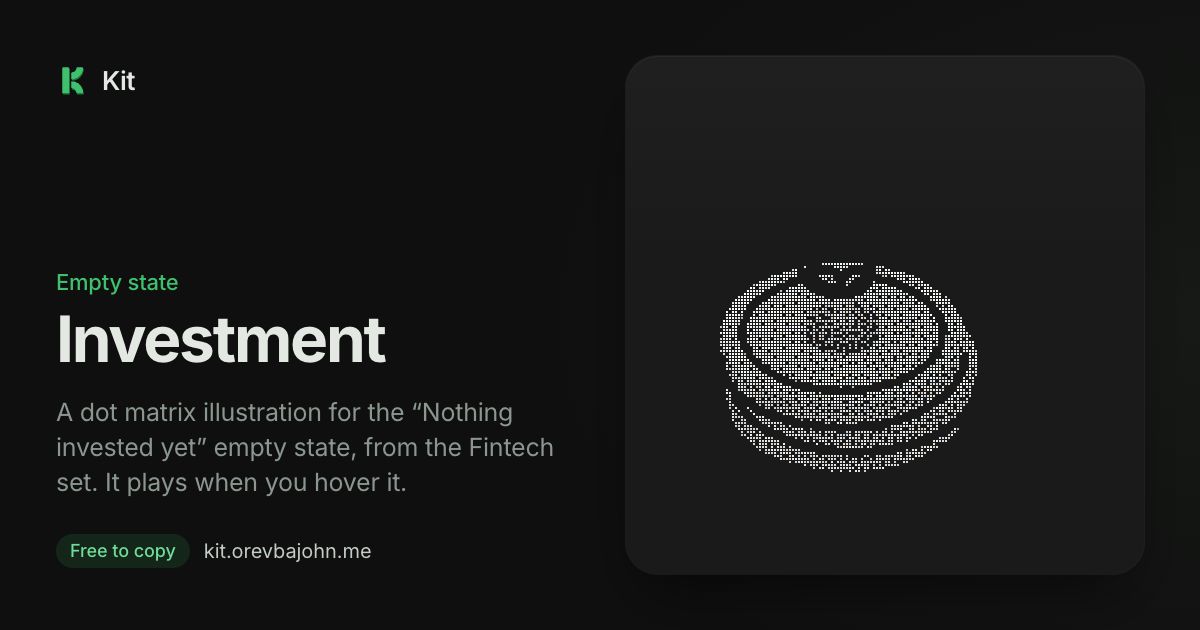 Kit
Empty state
Investment
A dot matrix illustration for the “Nothing
invested yet” empty state, from the Fintech
set. It plays when you hover it.
Free to copy
kit.orevbajohn.me